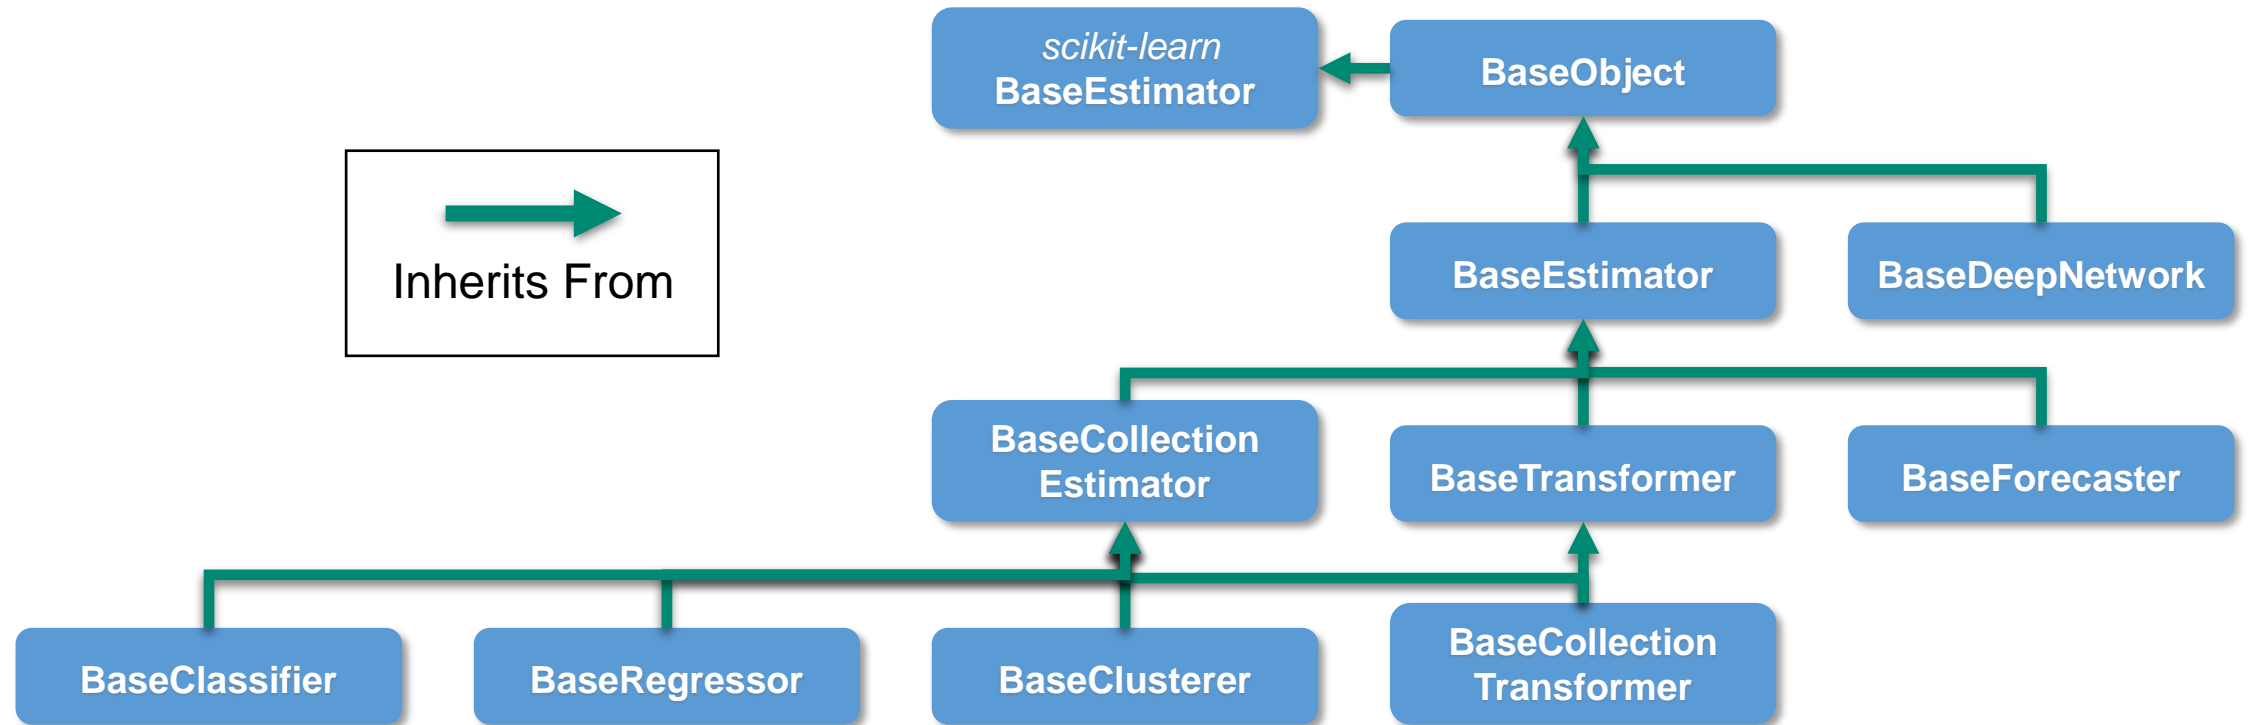 scikit-learn
BaseEstimator
BaseObject
Inherits From
BaseEstimator
BaseDeepNetwork
BaseCollection
Estimator
BaseTransformer
BaseForecaster
BaseClassifier
BaseRegressor
BaseClusterer
BaseCollection
Transformer